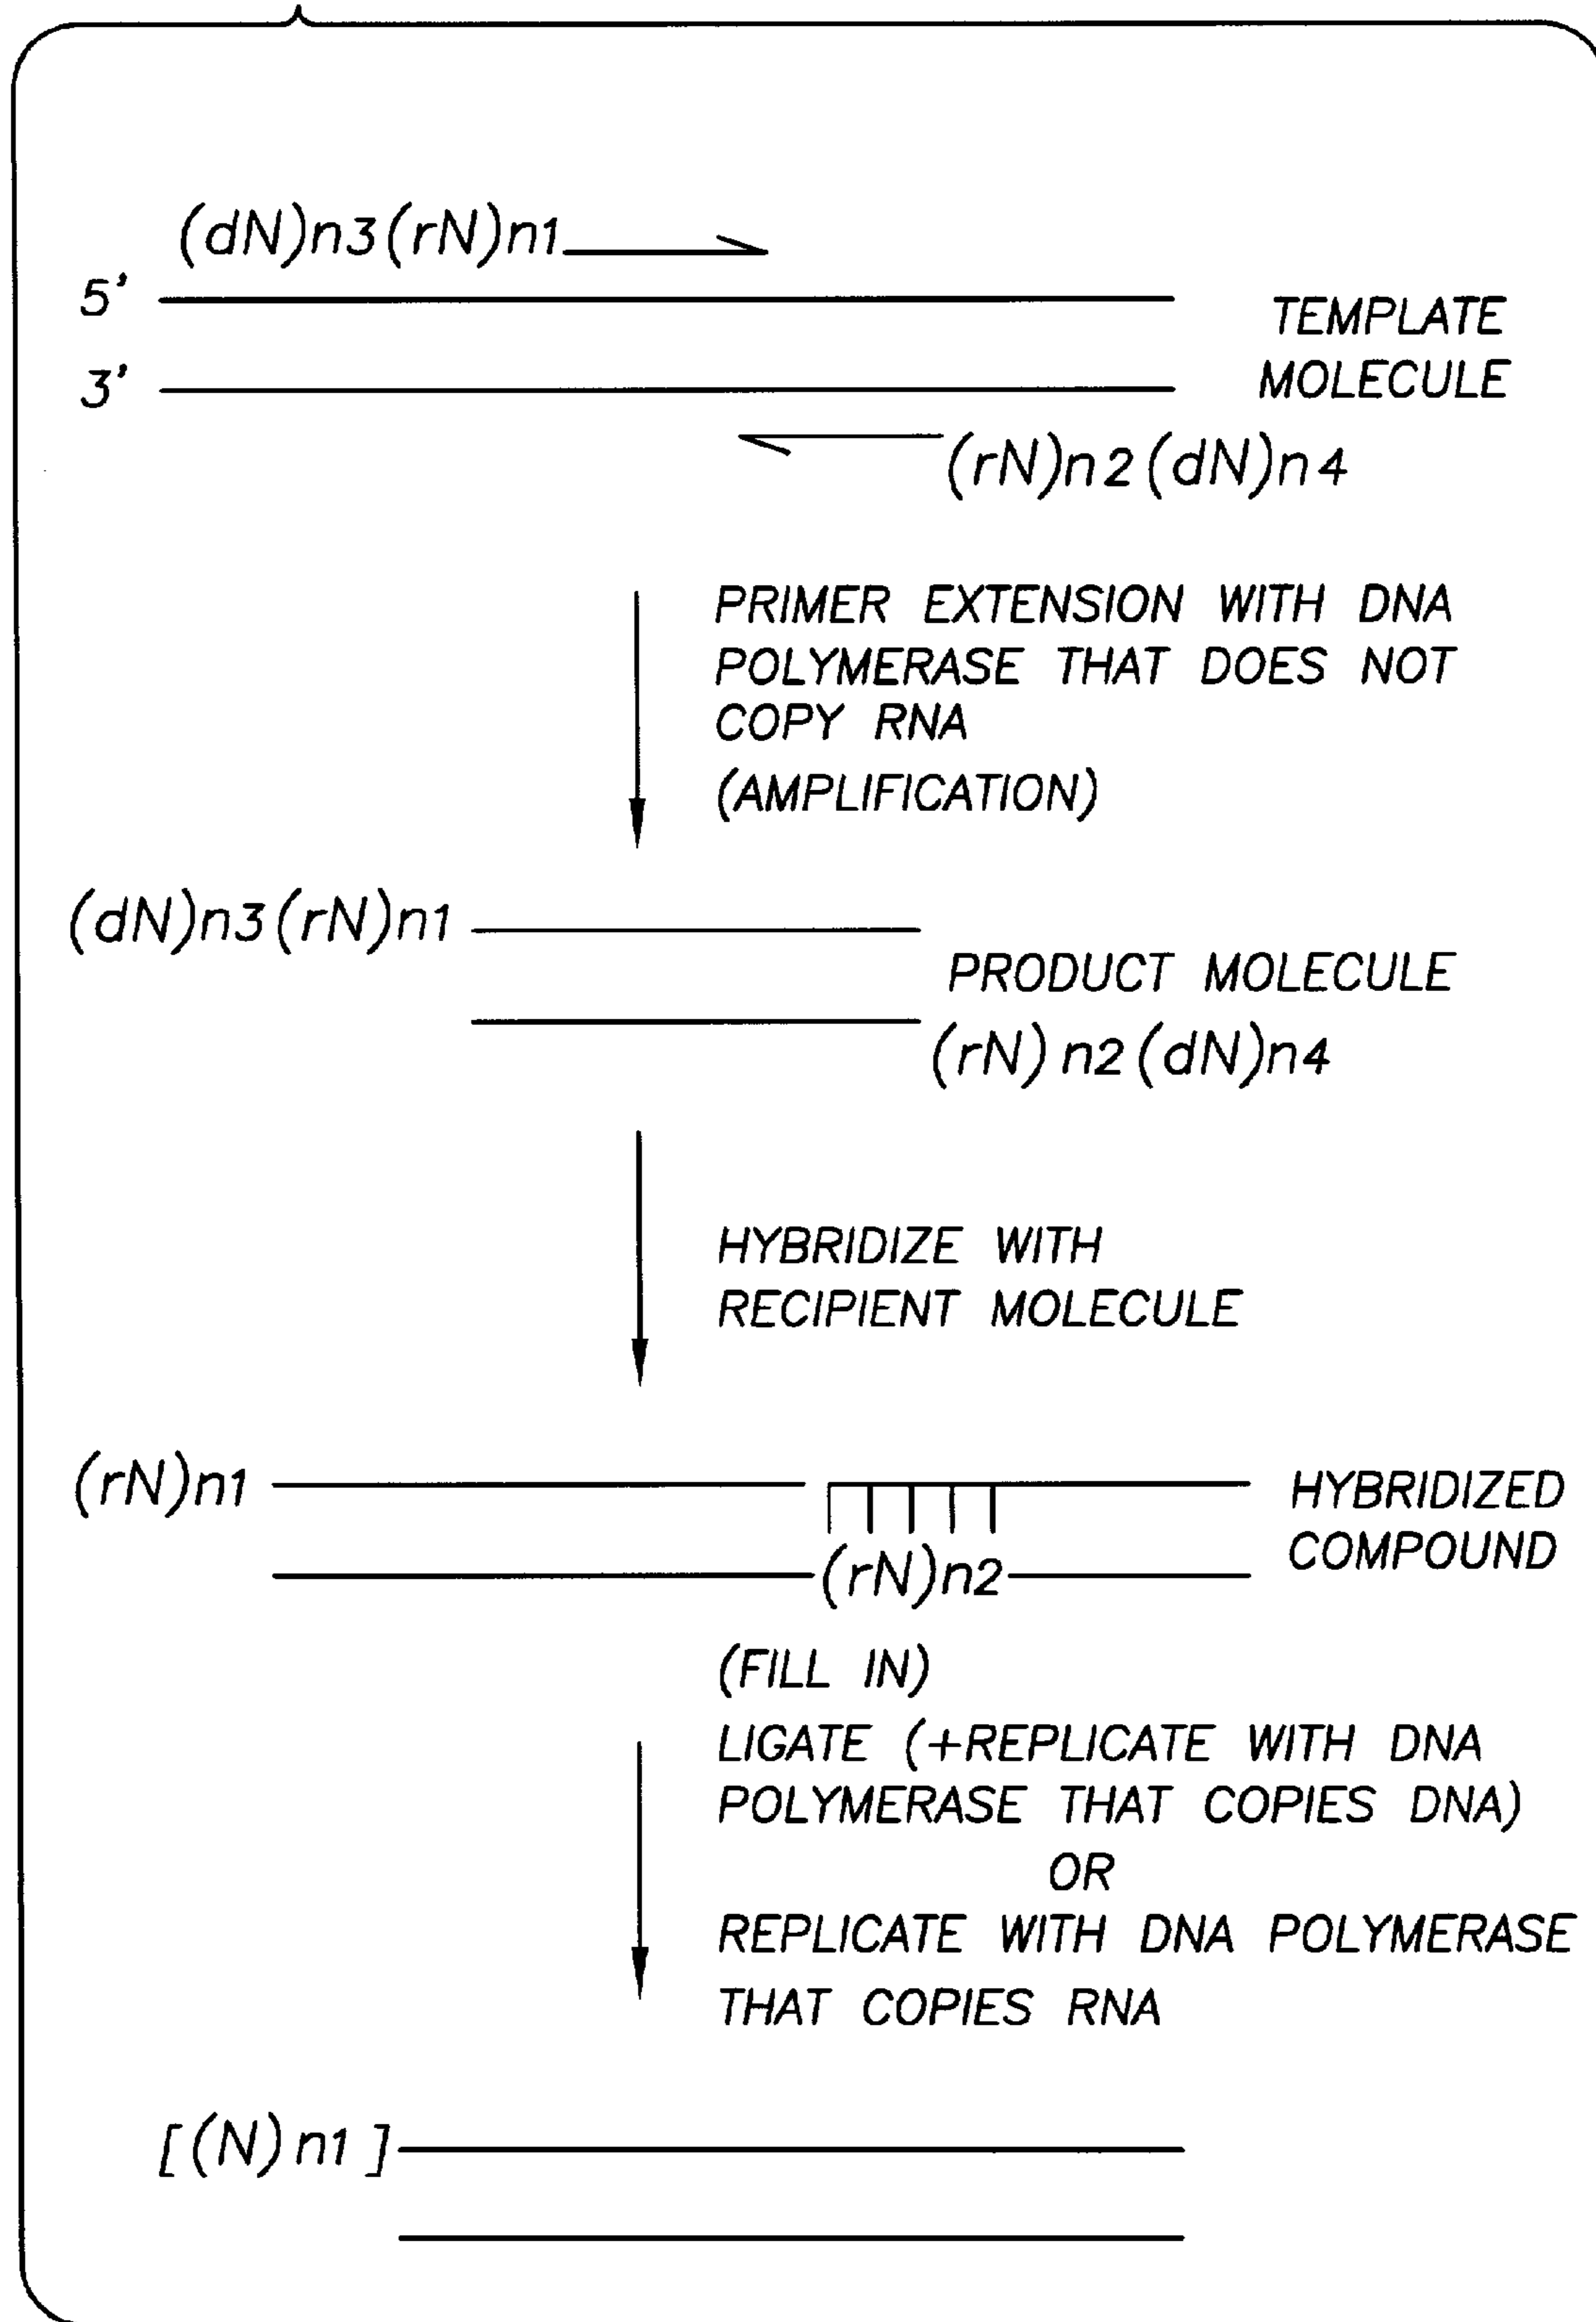 (dN)n3(rN)n1
5'
TEMPLATE
3'
MOLECULE
(rN)n2(dN)n4
PRIMER EXTENSION WITH DNA
POLYMERASE THAT DOES NOT
COPY RNA
(AMPLIFICATION)
(dN)n3(rN)n1
PRODUCT MOLECULE
(rN)n2(dN)n4
HYBRIDIZE WITH
RECIPIENT MOLECULE
(rN)n1
HYBRIDIZED
COMPOUND
(rN)n2
(FILL IN)
LIGATE (+REPLICATE WITH DNA
POLYMERASE THAT COPIES DNA)
OR
REPLICATE WITH DNA POLYMERASE
THAT COPIES RNA
[(N)n1]